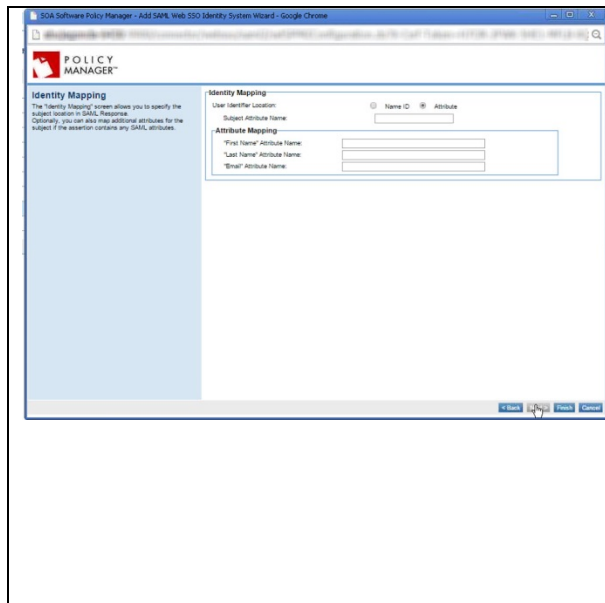 SOA Software Policy Manager - Add SAML Web SSO Identity System Wizard - Google Chrome
POLICY
MANAGER™
Identity Mapping
The "Identity Mapping" screen allows you to specify the
subject location in SAML Response.
Optionally, you can also map additional attributes for the
subject if the assertion contains any SAML attributes.
Identity Mapping
User Identifier Location: Name ID Attribute
Subject Attribute Name:
Attribute Mapping
"First Name" Attribute Name:
"Last Name" Attribute Name:
"Email" Attribute Name:
< Back Finish Cancel